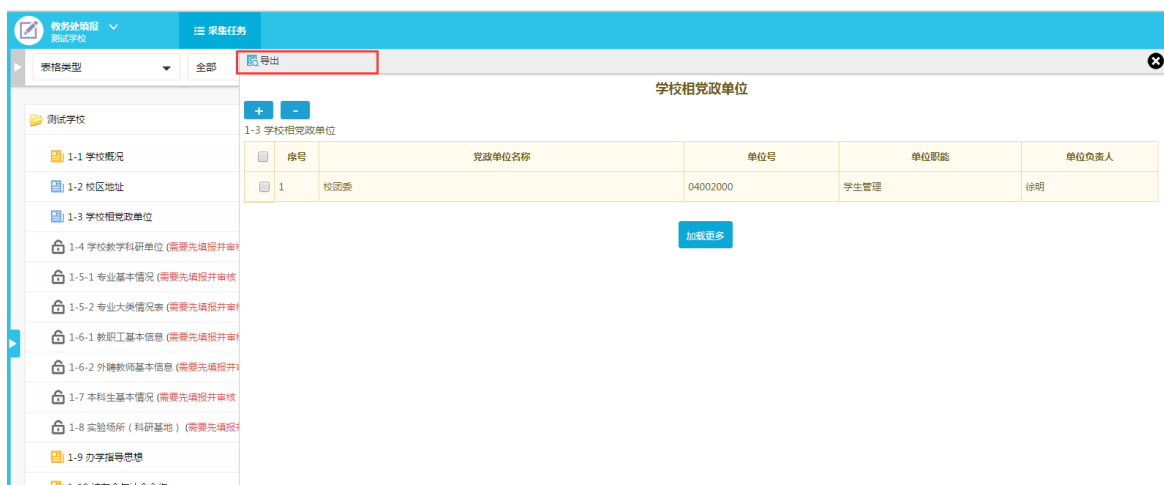 教务处填报
测试学校
采集任务
表格类型
全部
导出
学校相党政单位
+ -
1-3 学校相党政单位
序号 党政单位名称 单位号 单位职能 单位负责人
1 校团委 04002000 学生管理 徐明
加载更多
测试学校
1-1 学校概况
1-2 校区地址
1-3 学校相党政单位
1-4 学校教学科研单位 (需要先填报并审
1-5-1 专业基本情况 (需要先填报并审核
1-5-2 专业大类情况表 (需要先填报并审
1-6-1 教职工基本信息 (需要先填报并审
1-6-2 外聘教师基本信息 (需要先填报并
1-7 本科生基本情况 (需要先填报并审核
1-8 实验场所（科研基地）(需要先填报
1-9 办学指导思想